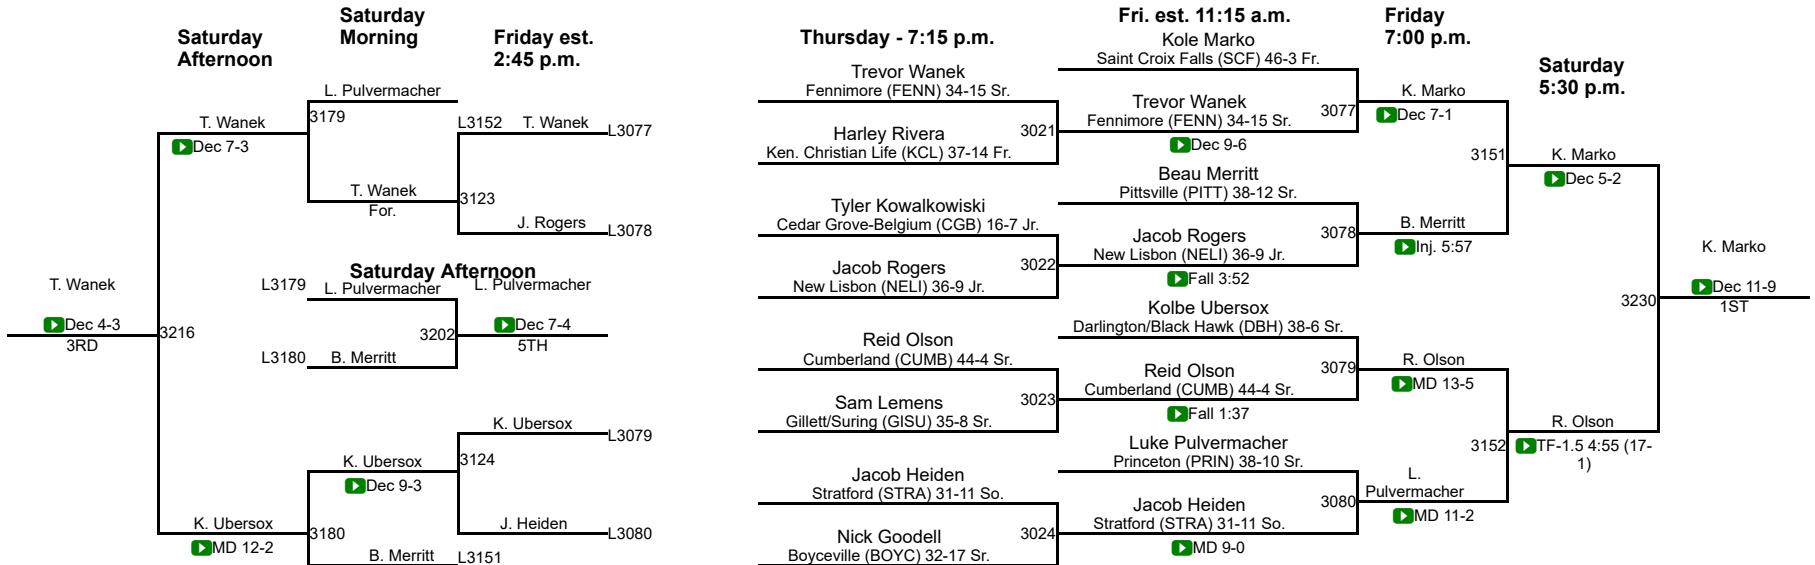 Saturday
Afternoon
Saturday
Morning
Friday est.
2:45 p.m.
L. Pulvermacher
3179
T. Wanek
Dec 7-3
L3152
T. Wanek
L3077
T. Wanek
For.
3123
J. Rogers
L3078
Saturday Afternoon
T. Wanek
Dec 4-3
3RD
3216
L3179
L. Pulvermacher
L. Pulvermacher
3202
Dec 7-4
5TH
L3180
B. Merritt
K. Ubersox
L3079
K. Ubersox
Dec 9-3
3124
J. Heiden
L3080
K. Ubersox
MD 12-2
3180
B. Merritt
L3151
Thursday - 7:15 p.m.
Trevor Wanek
Fennimore (FENN) 34-15 Sr.
3021
Harley Rivera
Ken. Christian Life (KCL) 37-14 Fr.
Tyler Kowalkowiski
Cedar Grove-Belgium (CGB) 16-7 Jr.
3022
Jacob Rogers
New Lisbon (NELI) 36-9 Jr.
Reid Olson
Cumberland (CUMB) 44-4 Sr.
3023
Sam Lemens
Gillett/Suring (GISU) 35-8 Sr.
Jacob Heiden
Stratford (STRA) 31-11 So.
3024
Nick Goodell
Boyceville (BOYC) 32-17 Sr.
Fri. est. 11:15 a.m.
Kole Marko
Saint Croix Falls (SCF) 46-3 Fr.
3077
Trevor Wanek
Fennimore (FENN) 34-15 Sr.
Dec 9-6
Beau Merritt
Pittsville (PITT) 38-12 Sr.
3078
Jacob Rogers
New Lisbon (NELI) 36-9 Jr.
Fall 3:52
Kolbe Ubersox
Darlington/Black Hawk (DBH) 38-6 Sr.
3079
Reid Olson
Cumberland (CUMB) 44-4 Sr.
Fall 1:37
Luke Pulvermacher
Princeton (PRIN) 38-10 Sr.
3080
Jacob Heiden
Stratford (STRA) 31-11 So.
MD 9-0
Friday
7:00 p.m.
K. Marko
Dec 7-1
3151
B. Merritt
Inj. 5:57
R. Olson
MD 13-5
3152
L.
Pulvermacher
MD 11-2
Saturday
5:30 p.m.
K. Marko
Dec 5-2
3230
R. Olson
TF-1.5 4:55 (17-
1)
K. Marko
Dec 11-9
1ST